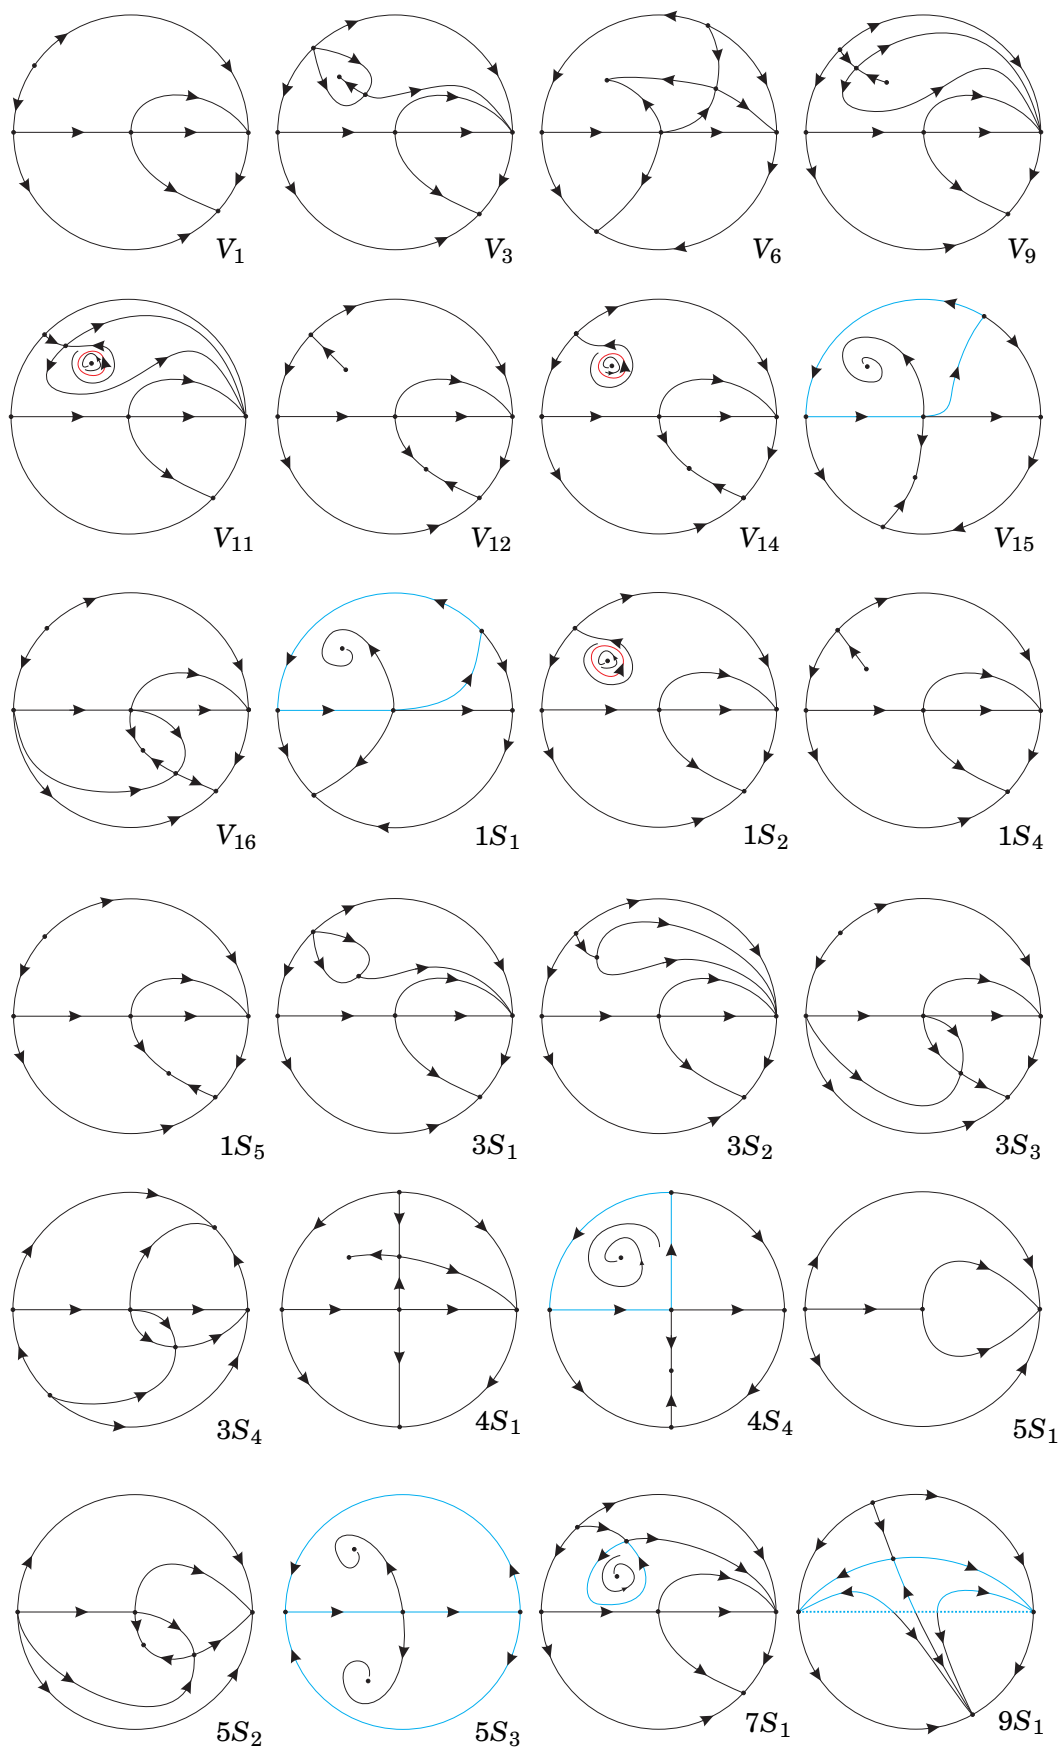 V₁ V₃ V₆ V₉
V₁₁ V₁₂ V₁₄ V₁₅
V₁₆ 1S₁ 1S₂ 1S₄
1S₅ 3S₁ 3S₂ 3S₃
3S₄ 4S₁ 4S₄ 5S₁
5S₂ 5S₃ 7S₁ 9S₁